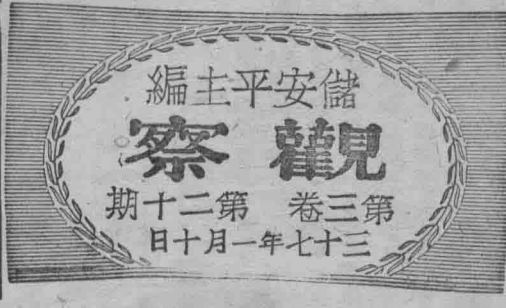 儲安平主編
觀察
第三卷 第二十期
三十七年一月十日